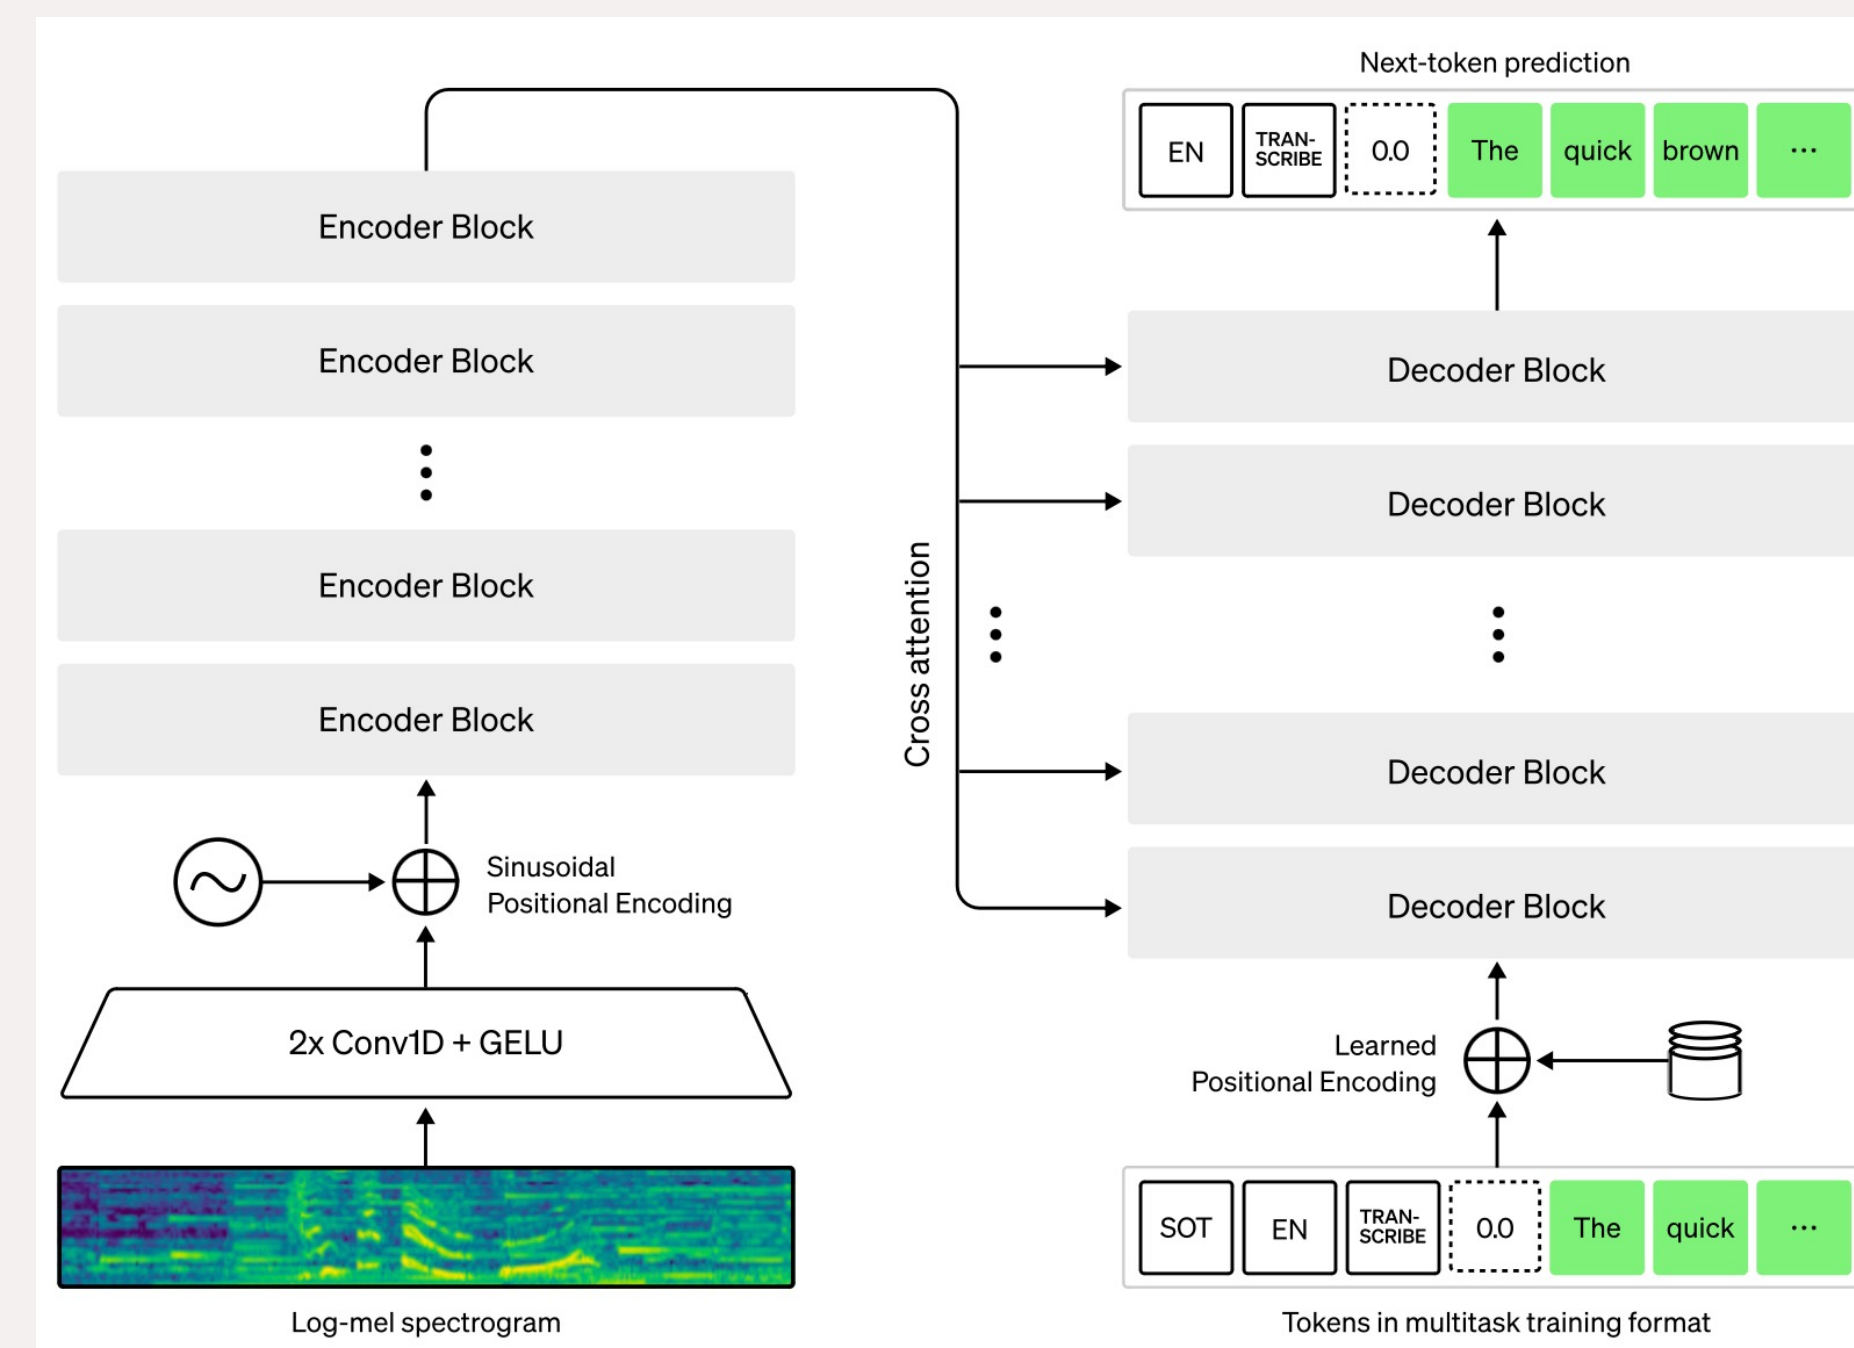 Next-token prediction
EN TRAN-SCRIBE 0.0 The quick brown ...
Encoder Block
Encoder Block
Encoder Block
Encoder Block
Sinusoidal
Positional Encoding
2x Conv1D + GELU
Log-mel spectrogram
Cross attention
Decoder Block
Decoder Block
Decoder Block
Decoder Block
Learned
Positional Encoding
SOT EN TRAN-SCRIBE 0.0 The quick ...
Tokens in multitask training format